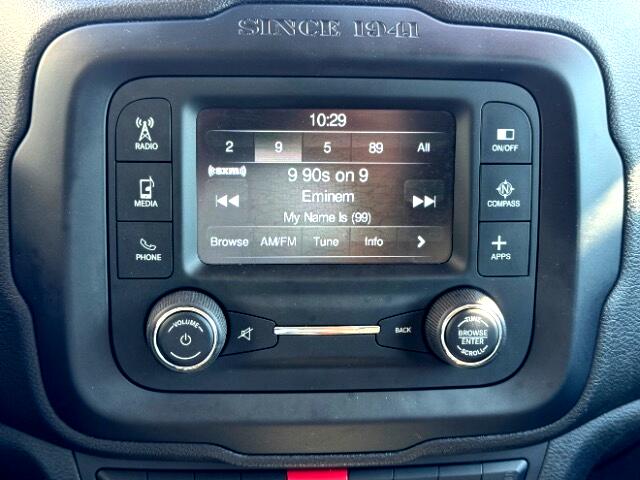 SINCE 1941
10:29
2 9 5 89 All
((sxm))
9 90s on 9
Eminem
My Name Is (99)
Browse AM/FM Tune Info
RADIO
MEDIA
PHONE
ON/OFF
N
COMPASS
APPS
VOLUME
BACK
TUNE
BROWSE
ENTER
SCROLL